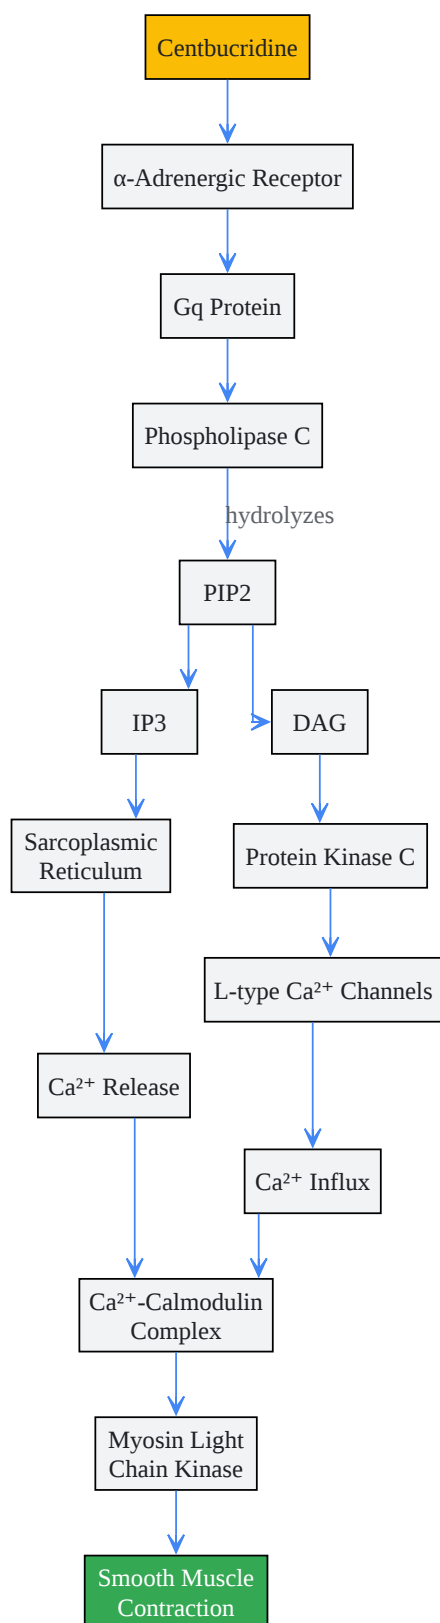 Centbucridine
α-Adrenergic Receptor
Gq Protein
Phospholipase C
hydrolyzes
PIP2
IP3
DAG
Sarcoplasmic
Reticulum
Protein Kinase C
L-type Ca²⁺ Channels
Ca²⁺ Release
Ca²⁺ Influx
Ca²⁺-Calmodulin
Complex
Myosin Light
Chain Kinase
Smooth Muscle
Contraction